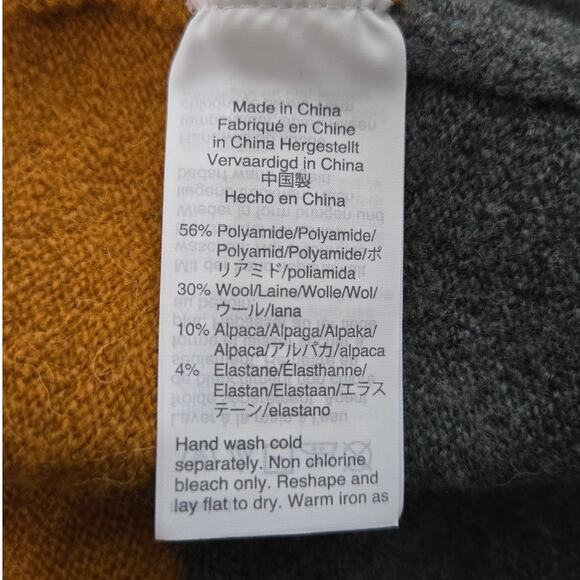 Made in China
Fabriqué en Chine
in China Hergestellt
Vervaardigd in China
中国製
Hecho en China
56% Polyamide/Polyamide/
Polyamid/Polyamide/ポ
リアミド/poliamida
30% Wool/Laine/Wolle/Wol/
ウール/lana
10% Alpaca/Alpaga/Alpaka/
Alpaca/アルパカ/alpaca
4% Elastane/Élasthanne/
Elastan/Elastaan/エラス
テーン/elastano
Hand wash cold
separately. Non chlorine
bleach only. Reshape and
lay flat to dry. Warm iron as